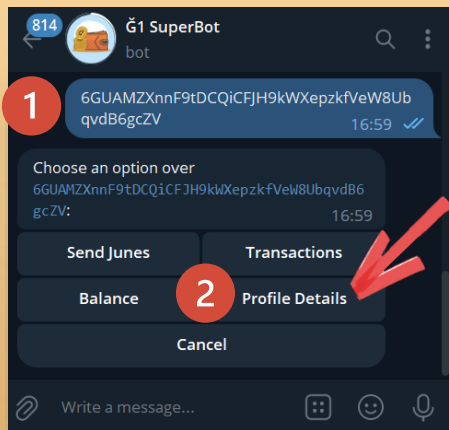 814
Ğ1 SuperBot
bot
1
6GUAMZXnnF9tDCQiCFJH9kWXepzkfVeW8Ub
qvdB6gcZV
16:59
Choose an option over
6GUAMZXnnF9tDCQiCFJH9kWXepzkfVeW8UbqvdB6
gcZV:
16:59
Send Junes
Transactions
Balance
2
Profile Details
Cancel
Write a message...